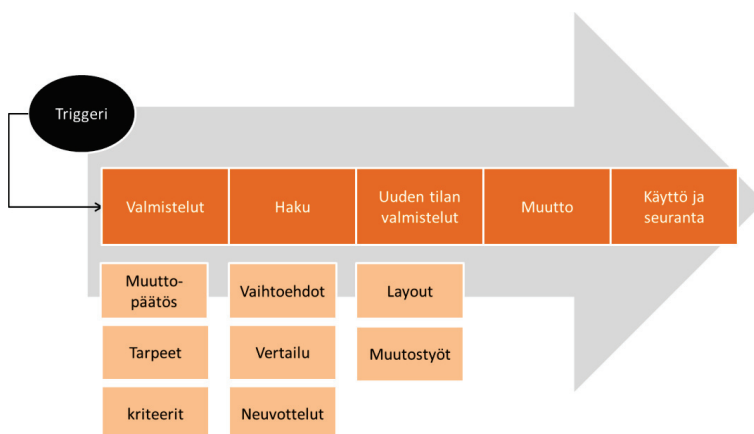 Triggeri
Valmistelut
Haku
Uuden tilan
valmistelut
Muutto
Käyttö ja
seuranta
Muutto-
päätös
Vaihtoehdot
Layout
Tarpeet
Vertailu
Muutostyöt
kriteerit
Neuvottelut